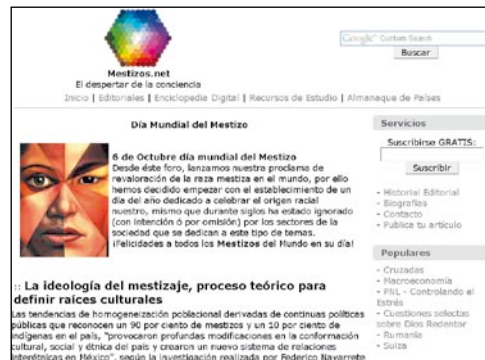 Google™ Custom Search
Buscar
Mestizos.net
El despertar de la conciencia
Inicio | Editoriales | Enciclopedia Digital | Recursos de Estudio | Almanaque de Países
Día Mundial del Mestizo
6 de Octubre día mundial del Mestizo
Desde éste foro, lanzamos nuestra proclama de
revaloración de la raza mestiza en el mundo, por ello
hemos decidido empezar con el establecimiento de un
día del año dedicado a celebrar el origen racial
nuestro, mismo que durante siglos ha estado ignorado
(con intención ó por omisión) por los sectores de la
sociedad que se dedican a este tipo de temas.
¡Felicidades a todos los Mestizos del Mundo en su día!
:: La ideología del mestizaje, proceso teórico para
definir raíces culturales
Las tendencias de homogeneización poblacional derivadas de continuas políticas
públicas que reconocen un 90 por ciento de mestizos y un 10 por ciento de
indígenas en el país, "provocaron profundas modificaciones en la conformación
cultural, social y étnica del país y crearon un nuevo sistema de relaciones
interétnicas en México", según la investigación realizada por Federico Navarrete
Servicios
Suscribirse GRATIS:
Suscribir
- Historial Editorial
- Biografías
- Contacto
- Publica tu artículo
Populares
- Cruzadas
- Macroeconomía
- PNL - Controlando el
Estrés
- Cuestiones selectas
sobre Dios Redentor
- Rumania
- Suiza